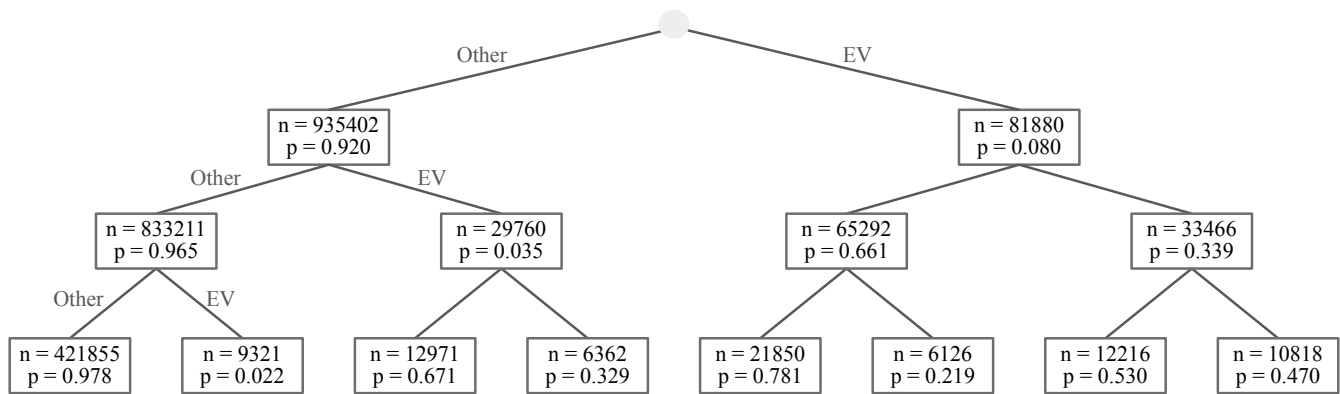 Other
EV
n = 935402
p = 0.920
n = 81880
p = 0.080
Other
EV
n = 833211
p = 0.965
n = 29760
p = 0.035
n = 65292
p = 0.661
n = 33466
p = 0.339
Other
EV
n = 421855
p = 0.978
n = 9321
p = 0.022
n = 12971
p = 0.671
n = 6362
p = 0.329
n = 21850
p = 0.781
n = 6126
p = 0.219
n = 12216
p = 0.530
n = 10818
p = 0.470